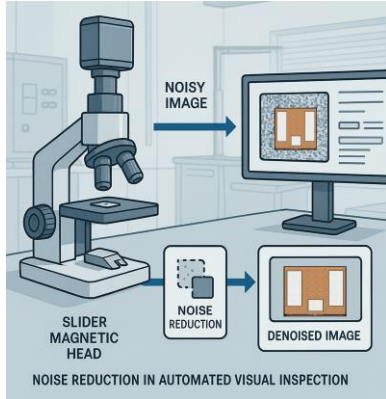 NOISY
IMAGE
NOISE
REDUCTION
DENOISED IMAGE
SLIDER
MAGNETIC
HEAD
NOISE REDUCTION IN AUTOMATED VISUAL INSPECTION